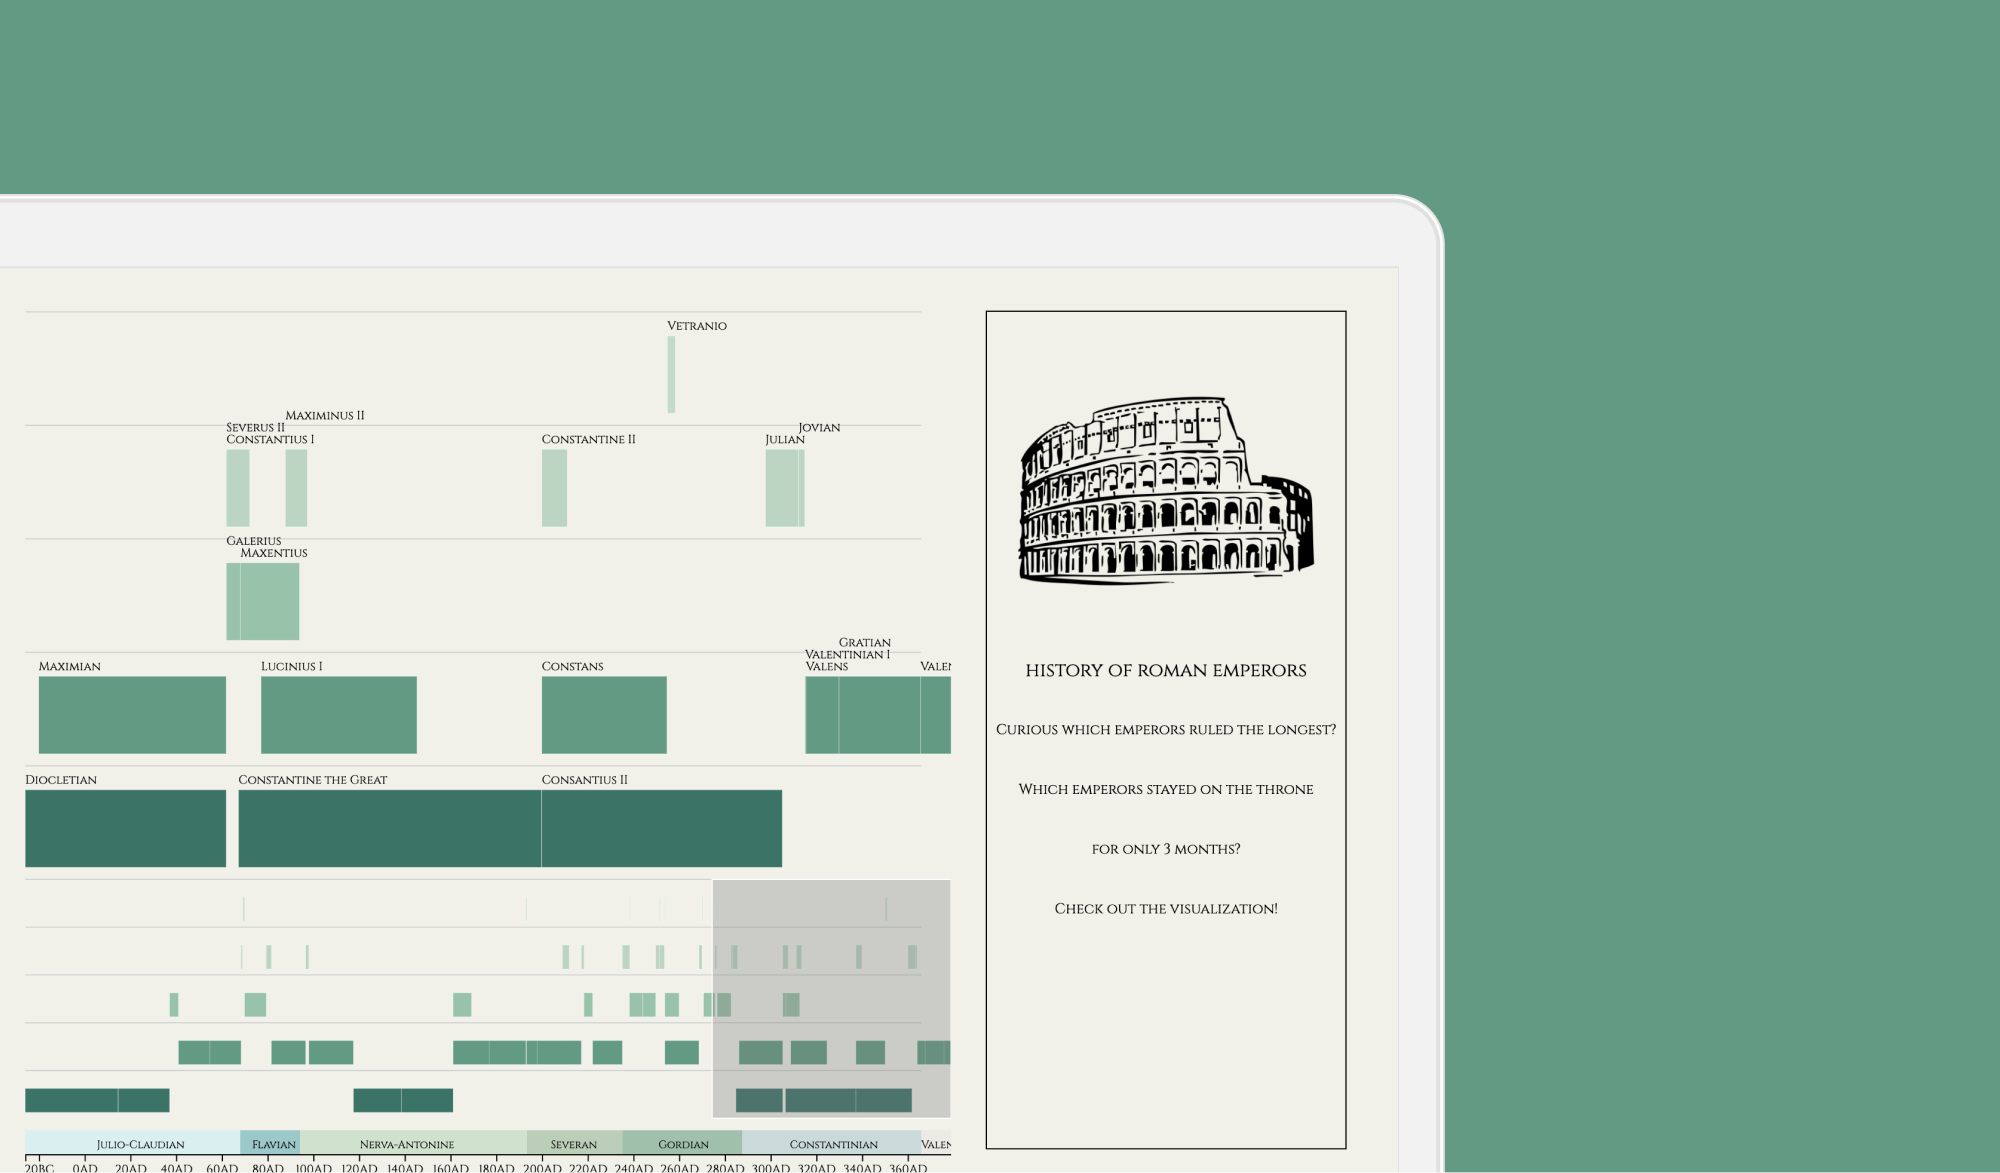 Vetranio
Maximinus II
Severus II
Jovian
Constantius I
Constantine II
Julian
Galerius
Maxentius
Gratian
Valentinian I
Maximian
Lucinius I
Constans
Valens
Valen
Diocletian
Constantine the Great
Consantius II
Julio-Claudian
Flavian
Nerva-Antonine
Severan
Gordian
Constantinian
Valen
20BC 0AD 20AD 40AD 60AD 80AD 100AD 120AD 140AD 160AD 180AD 200AD 220AD 240AD 260AD 280AD 300AD 320AD 340AD 360AD
History of Roman Emperors
Curious which emperors ruled the longest?
Which emperors stayed on the throne
for only 3 months?
Check out the visualization!